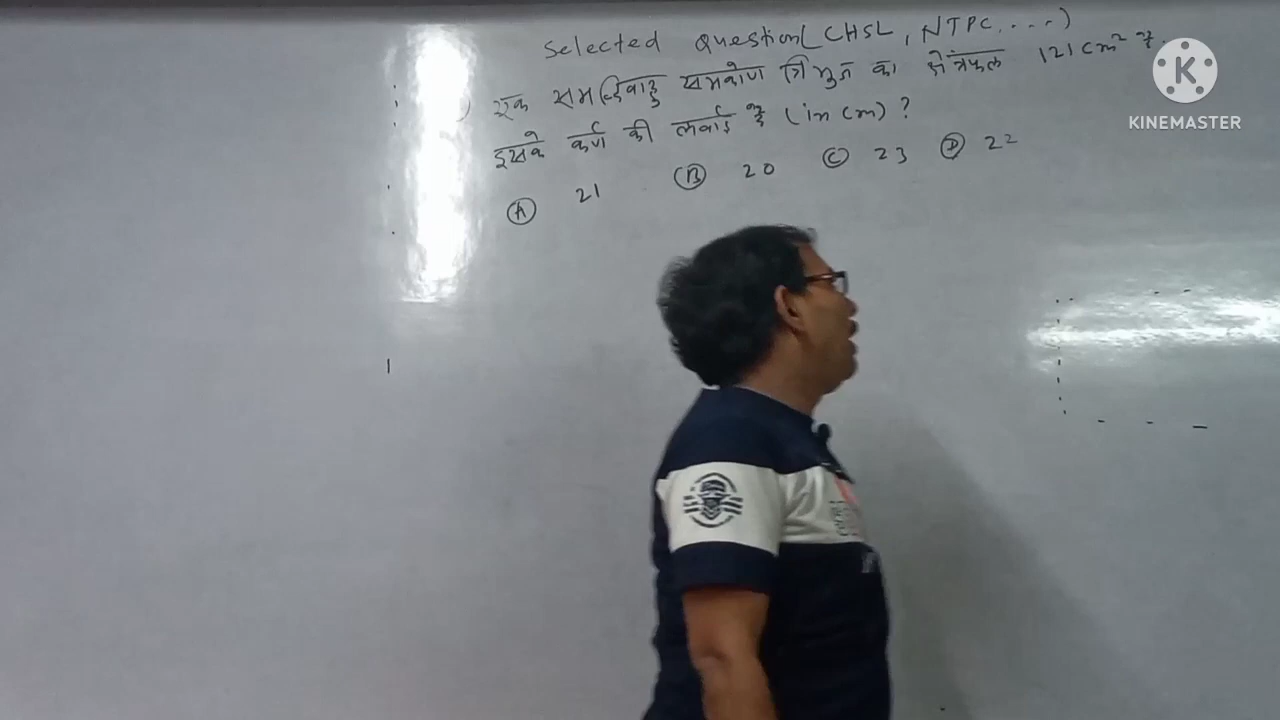 Selected Question( CHSL, NTPC, ....)
) एक समद्विबाहु समकोण त्रिभुज का क्षेत्रफल 121 cm² है.
इसके कर्ण की लंबाई है (in cm) ?
(A) 21 (B) 20 (C) 23 (D) 22
KINEMASTER